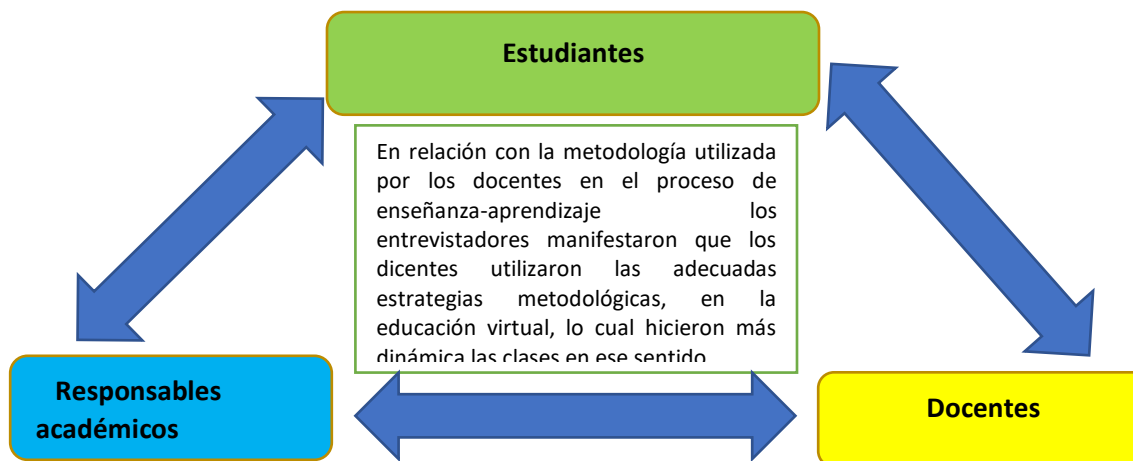 Estudiantes
En relación con la metodología utilizada
por los docentes en el proceso de
enseñanza-aprendizaje los
entrevistadores manifestaron que los
dicentes utilizaron las adecuadas
estrategias metodológicas, en la
educación virtual, lo cual hicieron más
dinámica las clases en ese sentido
Responsables
académicos
Docentes